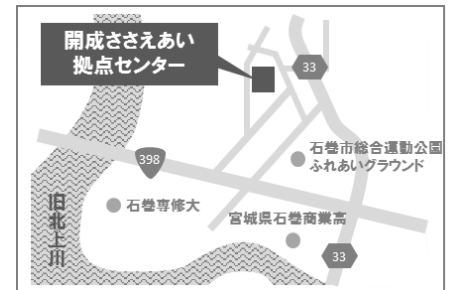 開成ささえあい
拠点センター
33
石巻市総合運動公園
ふれあいグラウンド
398
石巻専修大
旧北上川
宮城県石巻商業高
33